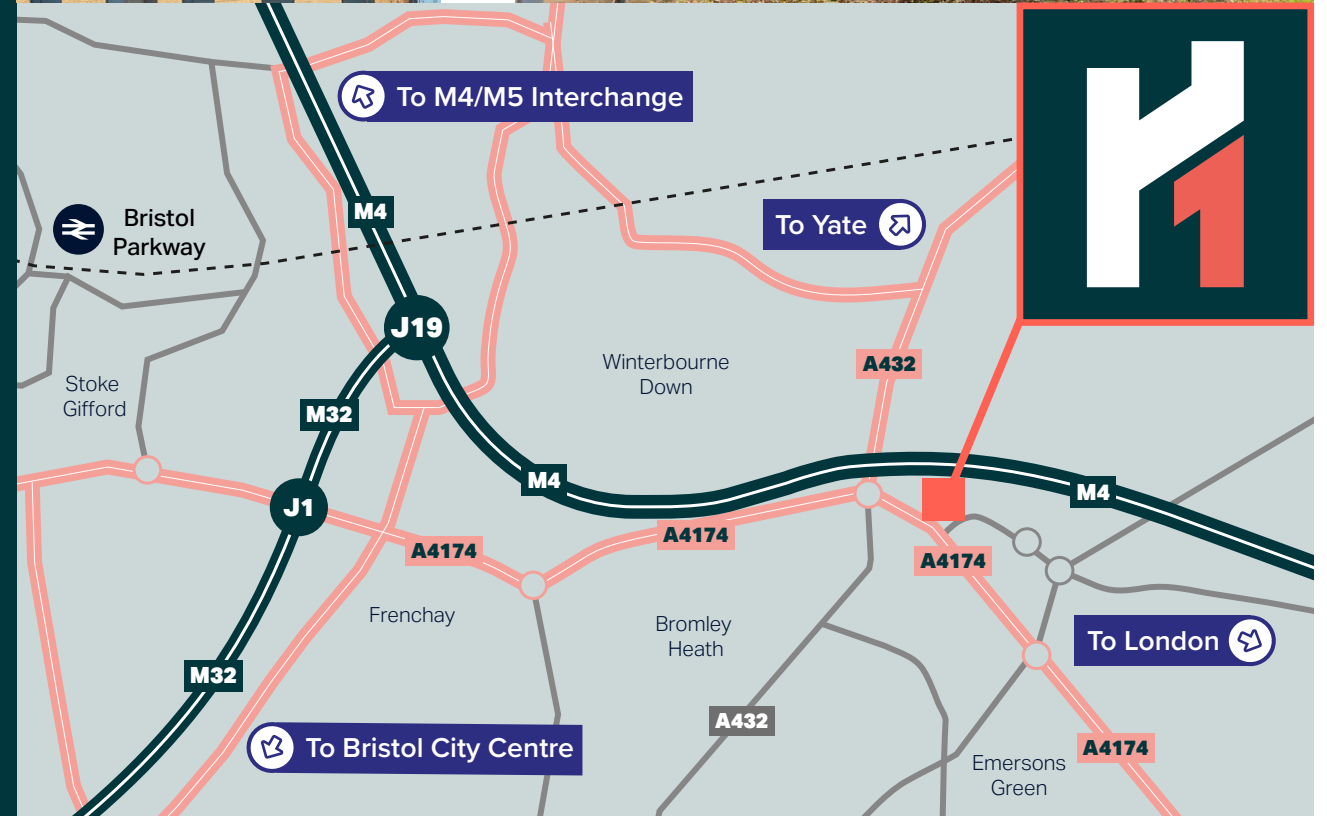 To M4/M5 Interchange
M4
Bristol
Parkway
To Yate
J19
Winterbourne
Down
A432
Stoke
Gifford
M32
M4
M4
J1
A4174
A4174
A4174
Frenchay
Bromley
Heath
To London
M32
A432
To Bristol City Centre
A4174
Emersons
Green